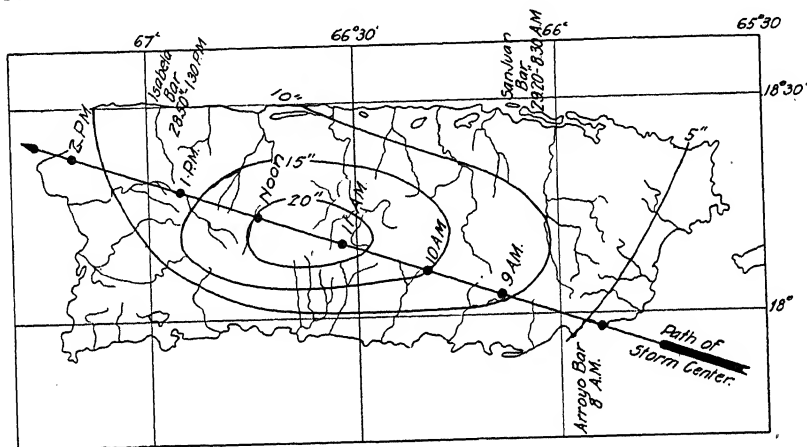 67°
66°30'
66°
65°30
18°30'
18°
Isabela
Bar
28.50"-1:30 P.M.
San Juan
Bar
29.20"-8:30 A.M
10"
5"
15"
20"
2-P.M.
1-P.M.
Noon
11-A.M.
10 A.M.
9 A.M.
Arroyo Bar
8 A.M.
Path of
Storm Center.